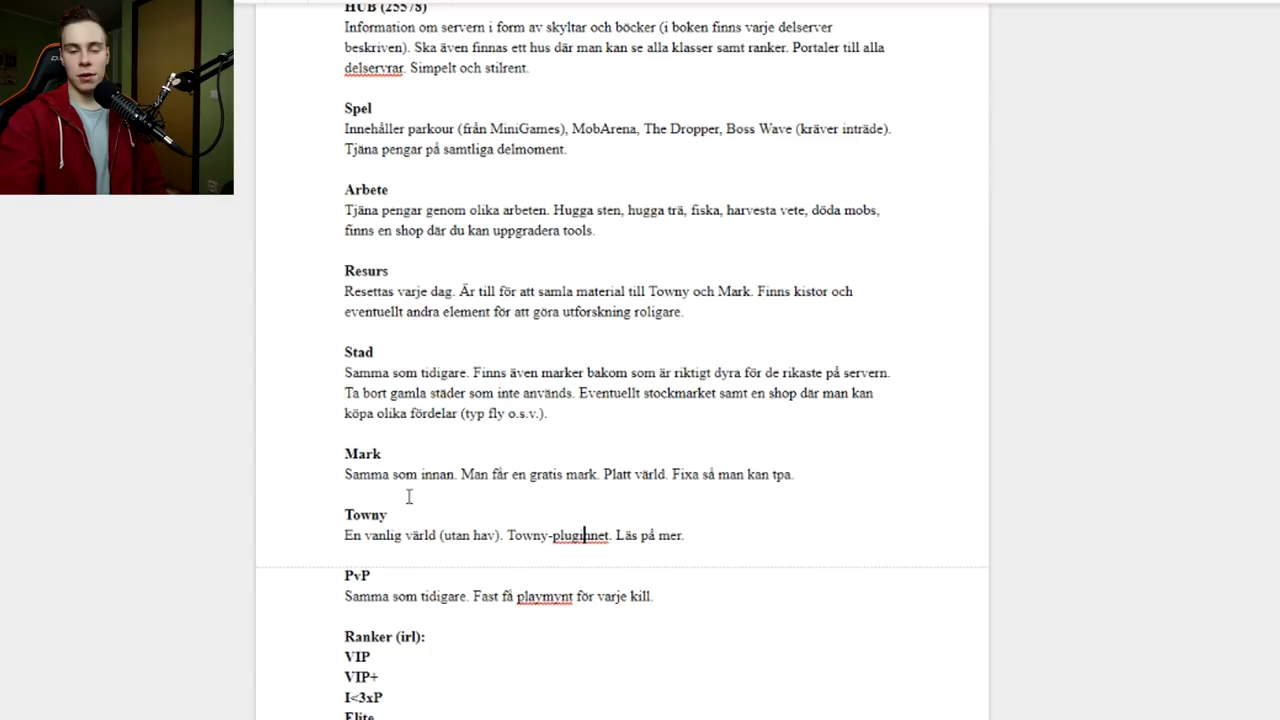 HUB (25578)
Information om servern i form av skyltar och böcker (i boken finns varje delserver
beskriven). Ska även finnas ett hus där man kan se alla klasser samt ranker. Portaler till alla
delservrar. Simpelt och stilrent.
Spel
Innehåller parkour (från MiniGames), MobArena, The Dropper, Boss Wave (kräver inträde).
Tjäna pengar på samtliga delmoment.
Arbete
Tjäna pengar genom olika arbeten. Hugga sten, hugga trä, fiska, harvesta vete, döda mobs,
finns en shop där du kan uppgradera tools.
Resurs
Resettas varje dag. Är till för att samla material till Towny och Mark. Finns kistor och
eventuellt andra element för att göra utforskning roligare.
Stad
Samma som tidigare. Finns även marker bakom som är riktigt dyra för de rikaste på servern.
Ta bort gamla städer som inte används. Eventuellt stockmarket samt en shop där man kan
köpa olika fördelar (typ fly o.s.v.).
Mark
Samma som innan. Man får en gratis mark. Platt värld. Fixa så man kan tpa.
Towny
En vanlig värld (utan hav). Towny-pluginnet. Läs på mer.
PvP
Samma som tidigare. Fast få playmynt för varje kill.
Ranker (irl):
VIP
VIP+
I<3xP
Elite